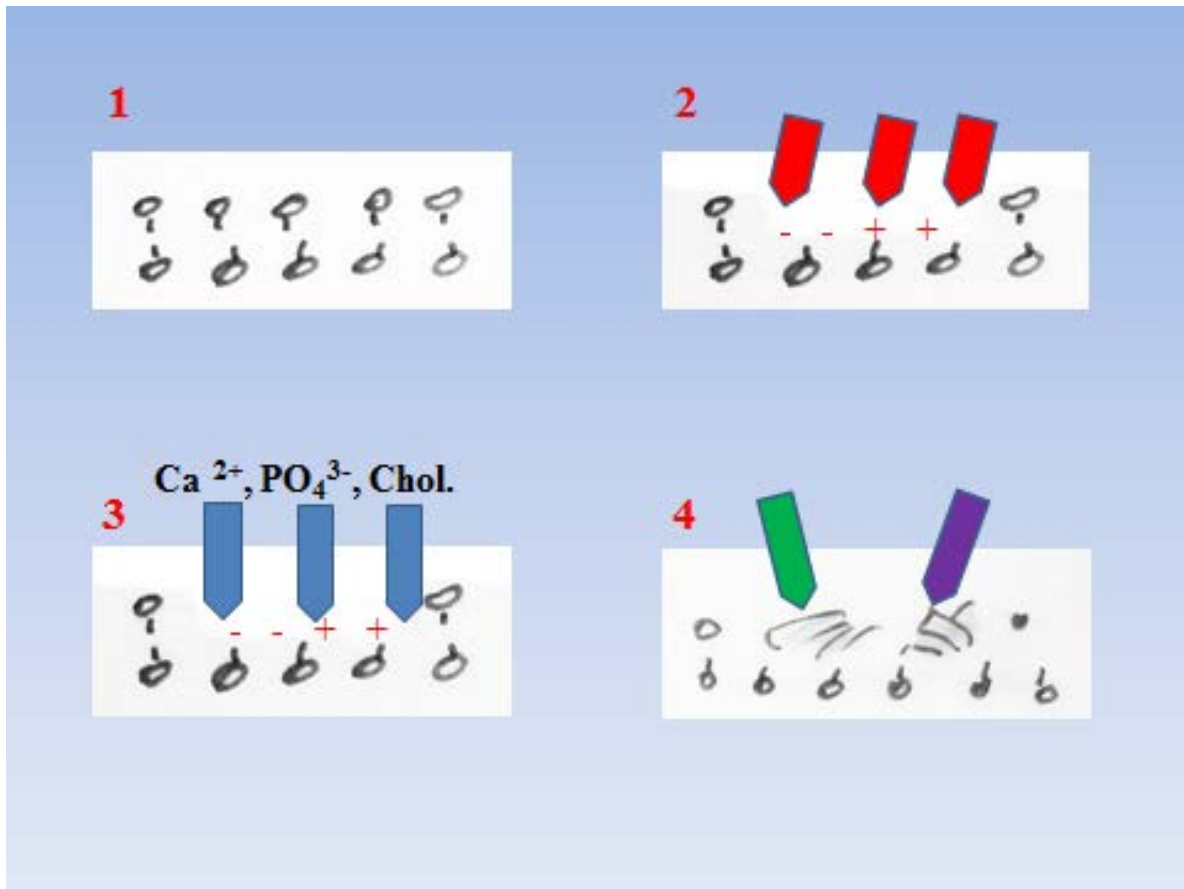 1
2
- - + +
Ca ²⁺, PO₄³⁻, Chol.
3
- - + +
4